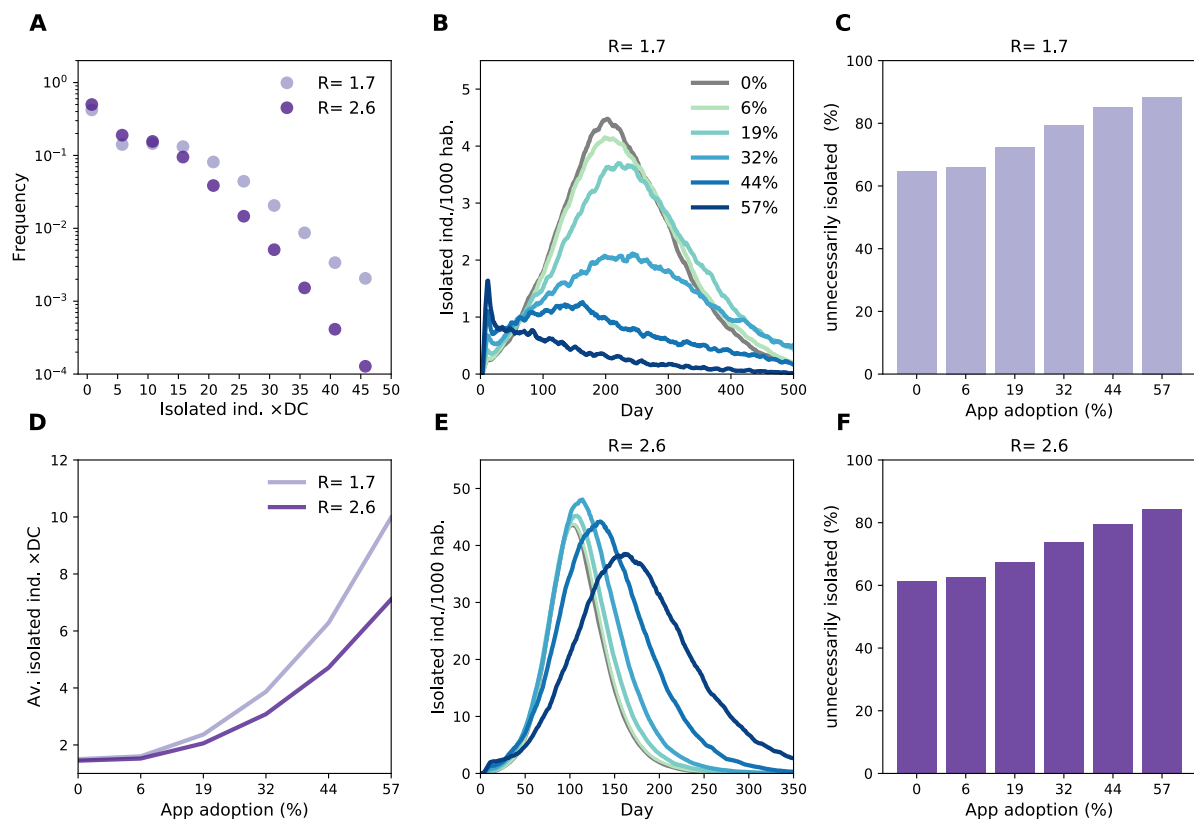 A
Frequency
10⁰
10⁻¹
10⁻²
10⁻³
10⁻⁴
R= 1.7
R= 2.6
0 5 10 15 20 25 30 35 40 45 50
Isolated ind. ×DC
B
R= 1.7
Isolated ind./1000 hab.
5
4
3
2
1
0
0%
6%
19%
32%
44%
57%
0 100 200 300 400 500
Day
C
R= 1.7
unnecessarily isolated (%)
100
80
60
40
20
0
0 6 19 32 44 57
App adoption (%)
D
Av. isolated ind. ×DC
12
10
8
6
4
2
R= 1.7
R= 2.6
0 6 19 32 44 57
App adoption (%)
E
R= 2.6
Isolated ind./1000 hab.
50
40
30
20
10
0
0 50 100 150 200 250 300 350
Day
F
R= 2.6
unnecessarily isolated (%)
100
80
60
40
20
0
0 6 19 32 44 57
App adoption (%)